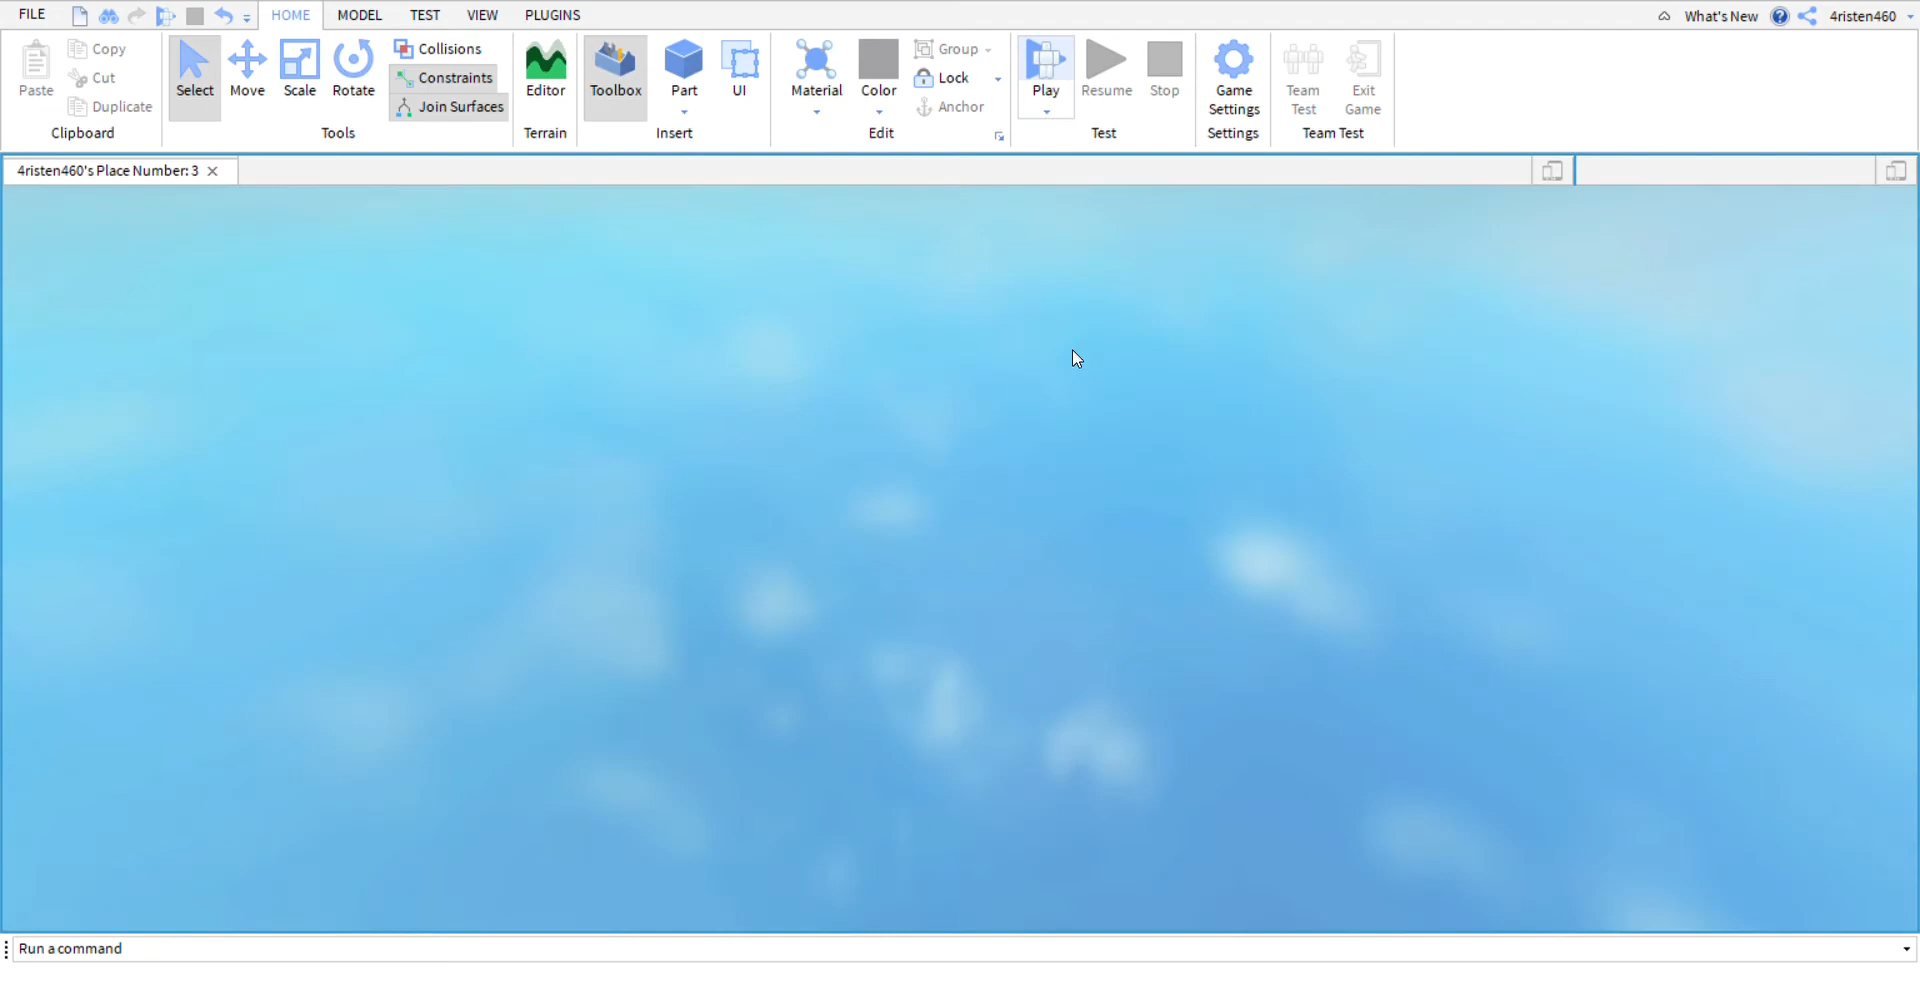 FILE HOME MODEL TEST VIEW PLUGINS What's New 4risten460
Paste
Copy
Cut
Duplicate
Clipboard
Select Move Scale Rotate
Collisions
Constraints
Join Surfaces
Tools
Editor
Terrain
Toolbox Part UI
Insert
Material Color
Group
Lock
Anchor
Edit
Play Resume Stop
Test
Game
Settings
Settings
Team
Test
Exit
Game
Team Test
4risten460's Place Number: 3
Run a command